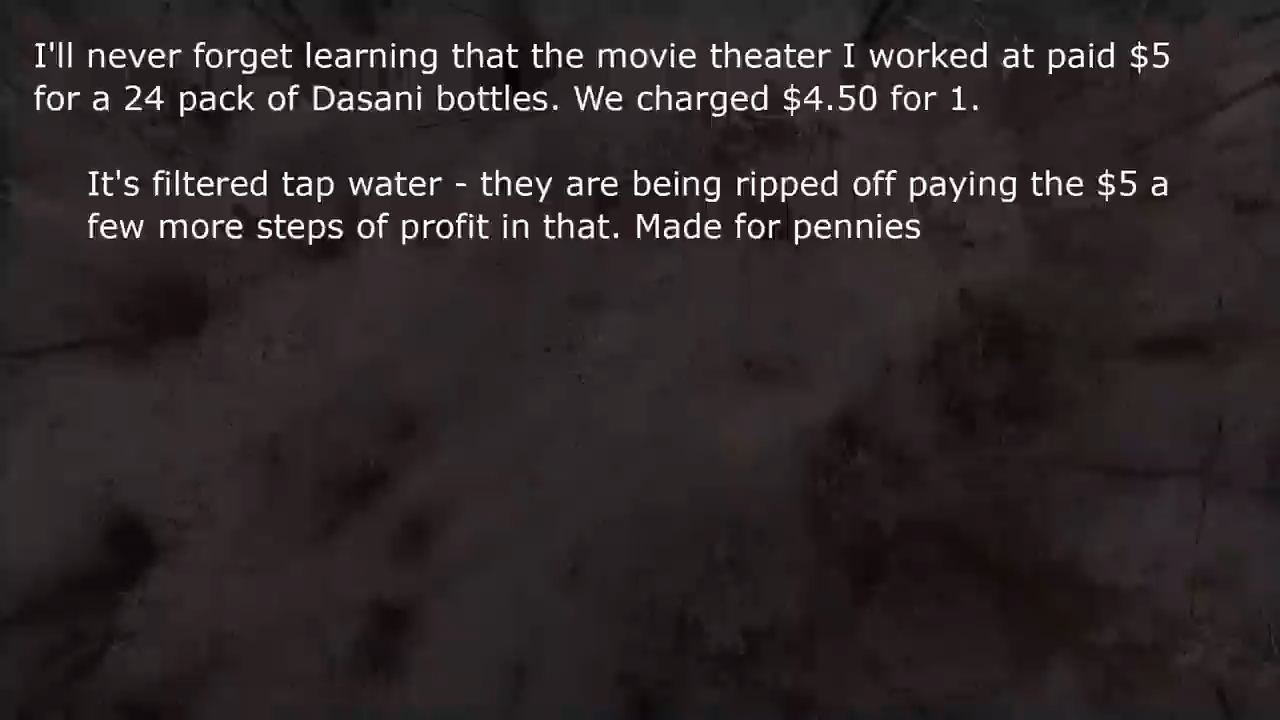 I'll never forget learning that the movie theater I worked at paid $5
for a 24 pack of Dasani bottles. We charged $4.50 for 1.
It's filtered tap water - they are being ripped off paying the $5 a
few more steps of profit in that. Made for pennies